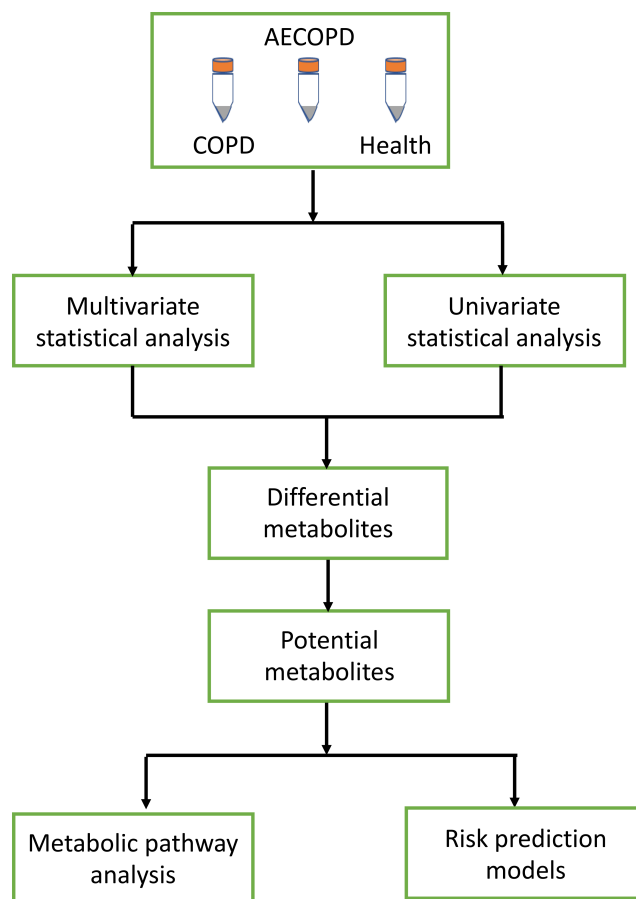 AECOPD
COPD
Health
Multivariate
statistical analysis
Univariate
statistical analysis
Differential
metabolites
Potential
metabolites
Metabolic pathway
analysis
Risk prediction
models